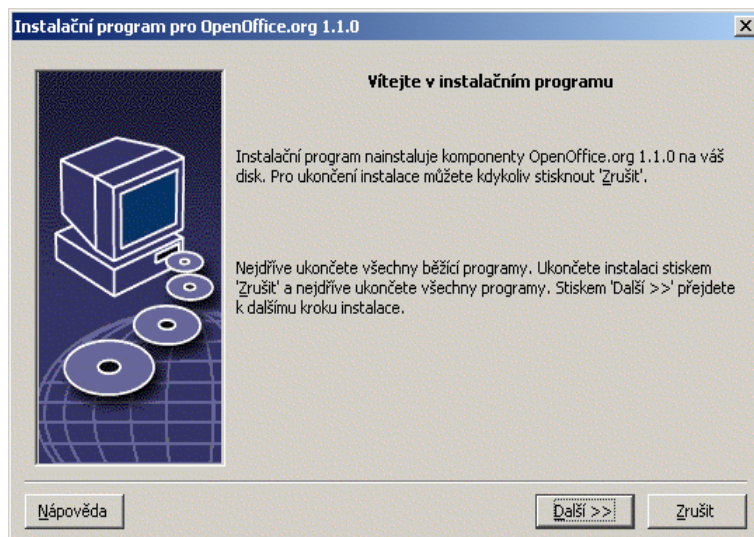 Instalační program pro OpenOffice.org 1.1.0
Vítejte v instalačním programu
Instalační program nainstaluje komponenty OpenOffice.org 1.1.0 na váš
disk. Pro ukončení instalace můžete kdykoliv stisknout 'Zrušit'.
Nejdříve ukončete všechny běžící programy. Ukončete instalaci stiskem
'Zrušit' a nejdříve ukončete všechny programy. Stiskem 'Další >>' přejdete
k dalšímu kroku instalace.
Nápověda
Další >>
Zrušit